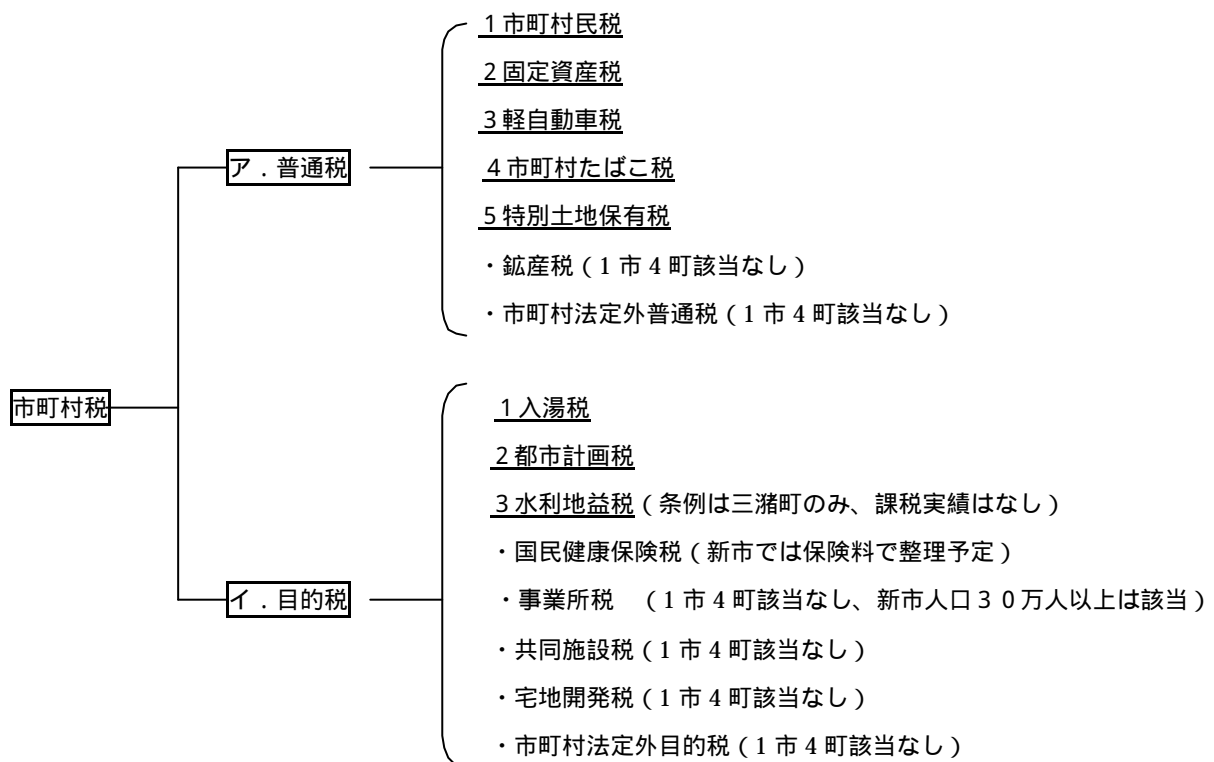 1市町村民税
2固定資産税
3軽自動車税
ア．普通税
4市町村たばこ税
5特別土地保有税
・鉱産税（1市4町該当なし）
・市町村法定外普通税（1市4町該当なし）
市町村税
1入湯税
2都市計画税
3水利地益税（条例は三潴町のみ、課税実績はなし）
・国民健康保険税（新市では保険料で整理予定）
イ．目的税
・事業所税　（1市4町該当なし、新市人口３０万人以上は該当）
・共同施設税（1市4町該当なし）
・宅地開発税（1市4町該当なし）
・市町村法定外目的税（1市4町該当なし）